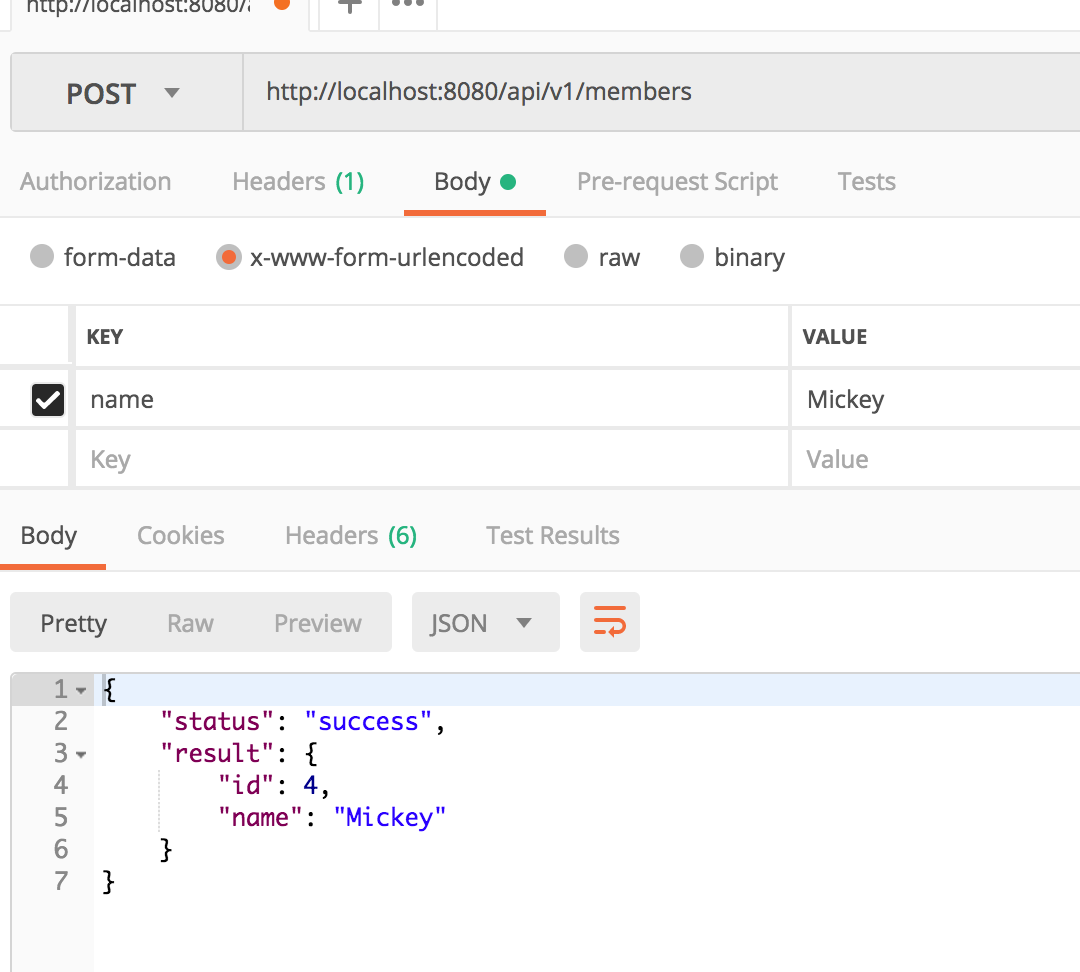 http://localhost:8080/a
POST http://localhost:8080/api/v1/members
Authorization Headers (1) Body Pre-request Script Tests
form-data x-www-form-urlencoded raw binary
KEY VALUE
name Mickey
Key Value
Body Cookies Headers (6) Test Results
Pretty Raw Preview JSON
1 {
2 "status": "success",
3 "result": {
4 "id": 4,
5 "name": "Mickey"
6 }
7 }